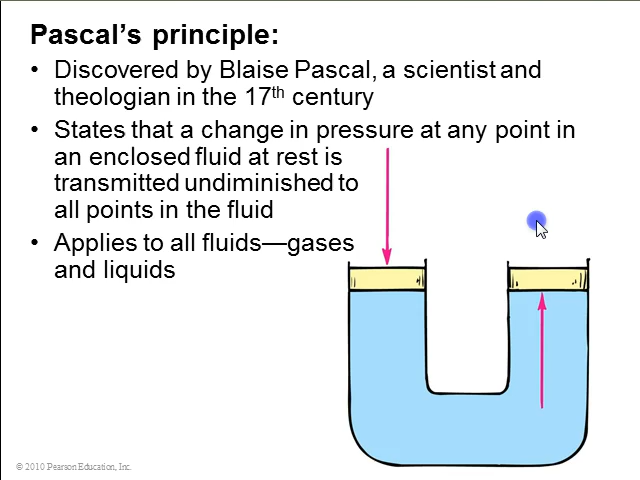 Pascal's principle:
• Discovered by Blaise Pascal, a scientist and
theologian in the 17th century
• States that a change in pressure at any point in
an enclosed fluid at rest is
transmitted undiminished to
all points in the fluid
• Applies to all fluids—gases
and liquids
© 2010 Pearson Education, Inc.